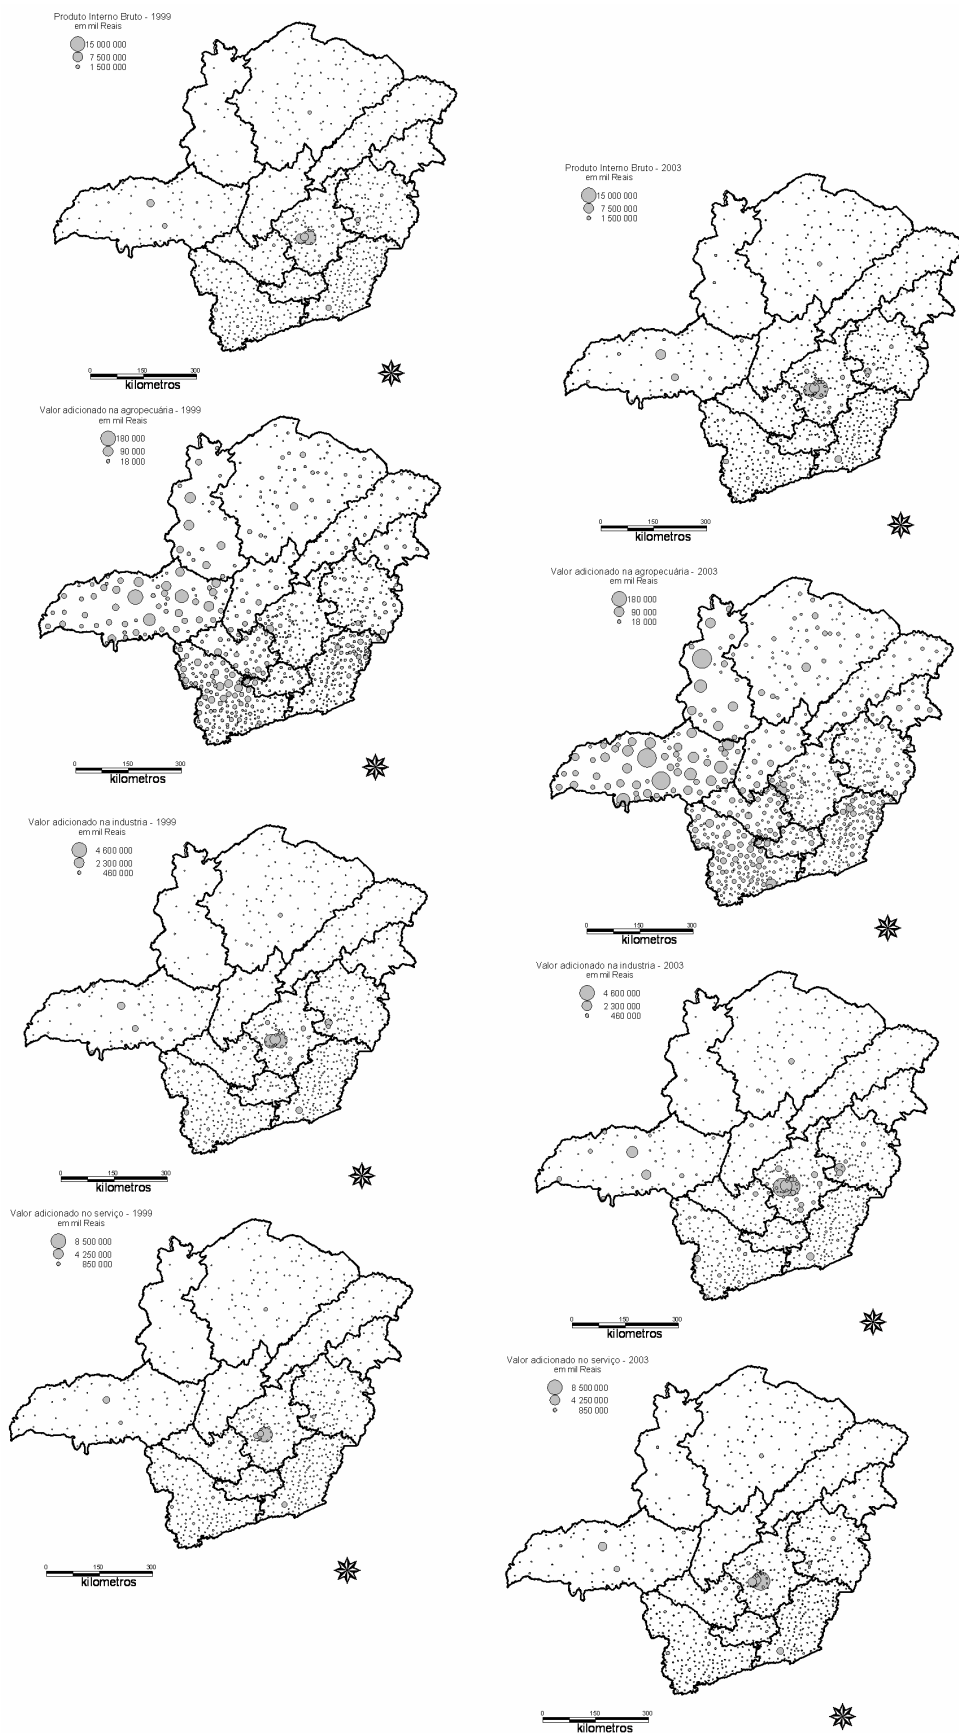 Produto Interno Bruto - 1999
em mil Reais
15 000 000
7 500 000
1 500 000
0 150 300
kilometros
Valor adicionado na agropecuária - 1999
em mil Reais
180 000
90 000
18 000
0 150 300
kilometros
Valor adicionado na industria - 1999
em mil Reais
4 600 000
2 300 000
460 000
0 150 300
kilometros
Valor adicionado no serviço - 1999
em mil Reais
8 500 000
4 250 000
850 000
0 150 300
kilometros
Produto Interno Bruto - 2003
em mil Reais
15 000 000
7 500 000
1 500 000
0 150 300
kilometros
Valor adicionado na agropecuária - 2003
em mil Reais
180 000
90 000
18 000
0 150 300
kilometros
Valor adicionado na industria - 2003
em mil Reais
4 600 000
2 300 000
460 000
0 150 300
kilometros
Valor adicionado no serviço - 2003
em mil Reais
8 500 000
4 250 000
850 000
0 150 300
kilometros